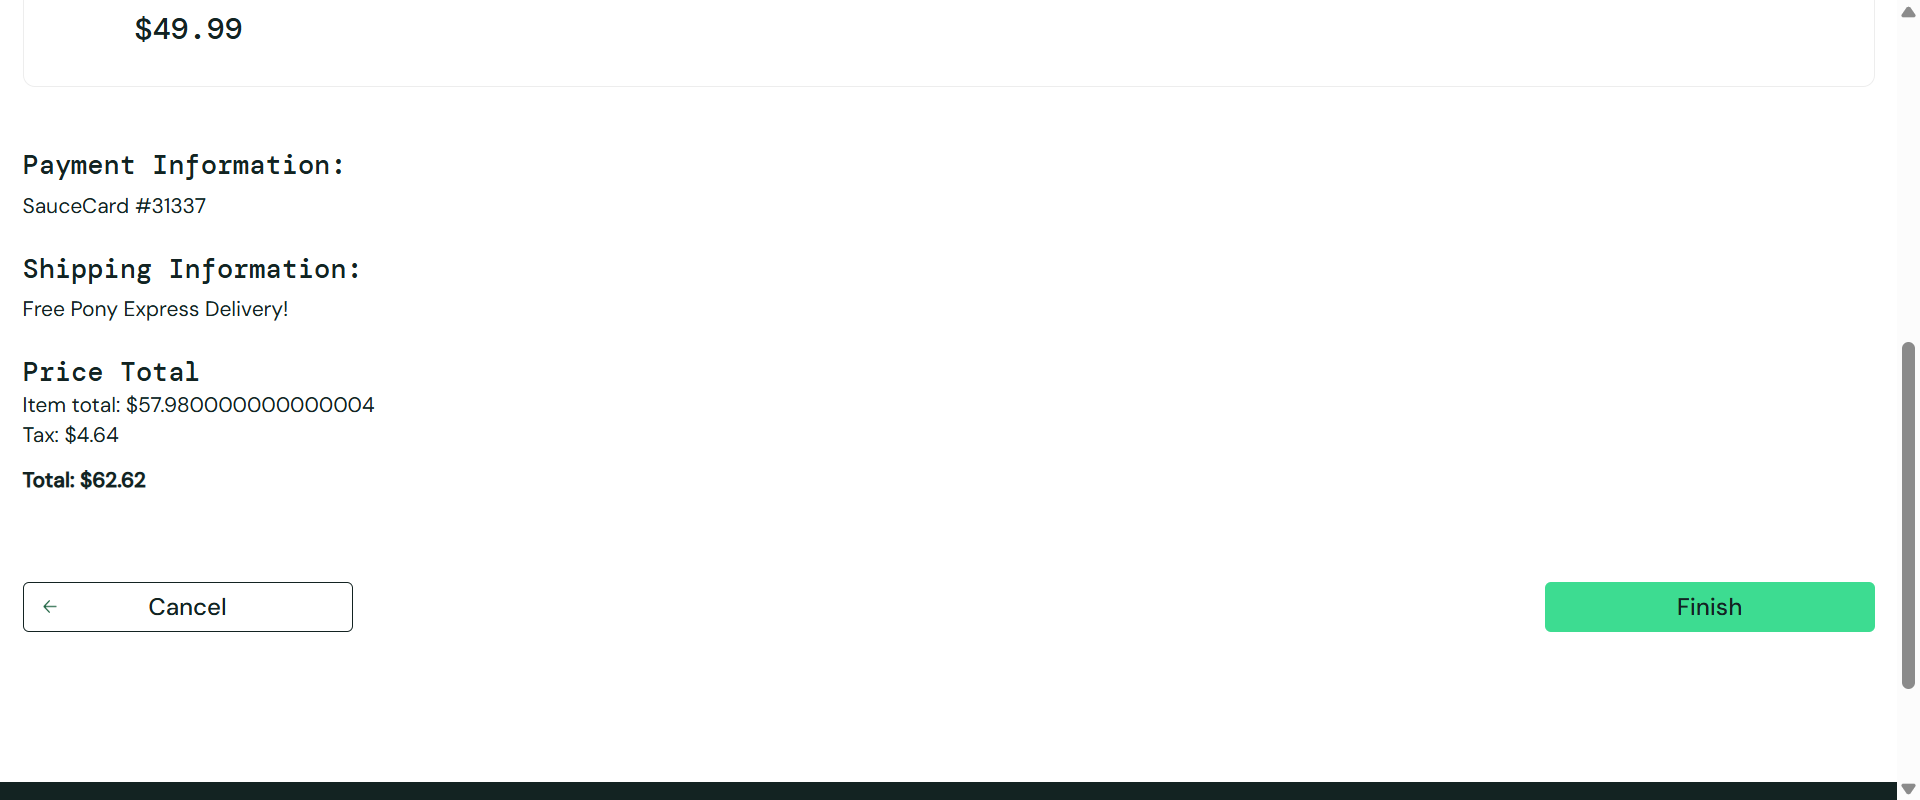 $49.99
Payment Information:
SauceCard #31337
Shipping Information:
Free Pony Express Delivery!
Price Total
Item total: $57.980000000000004
Tax: $4.64
Total: $62.62
Cancel
Finish